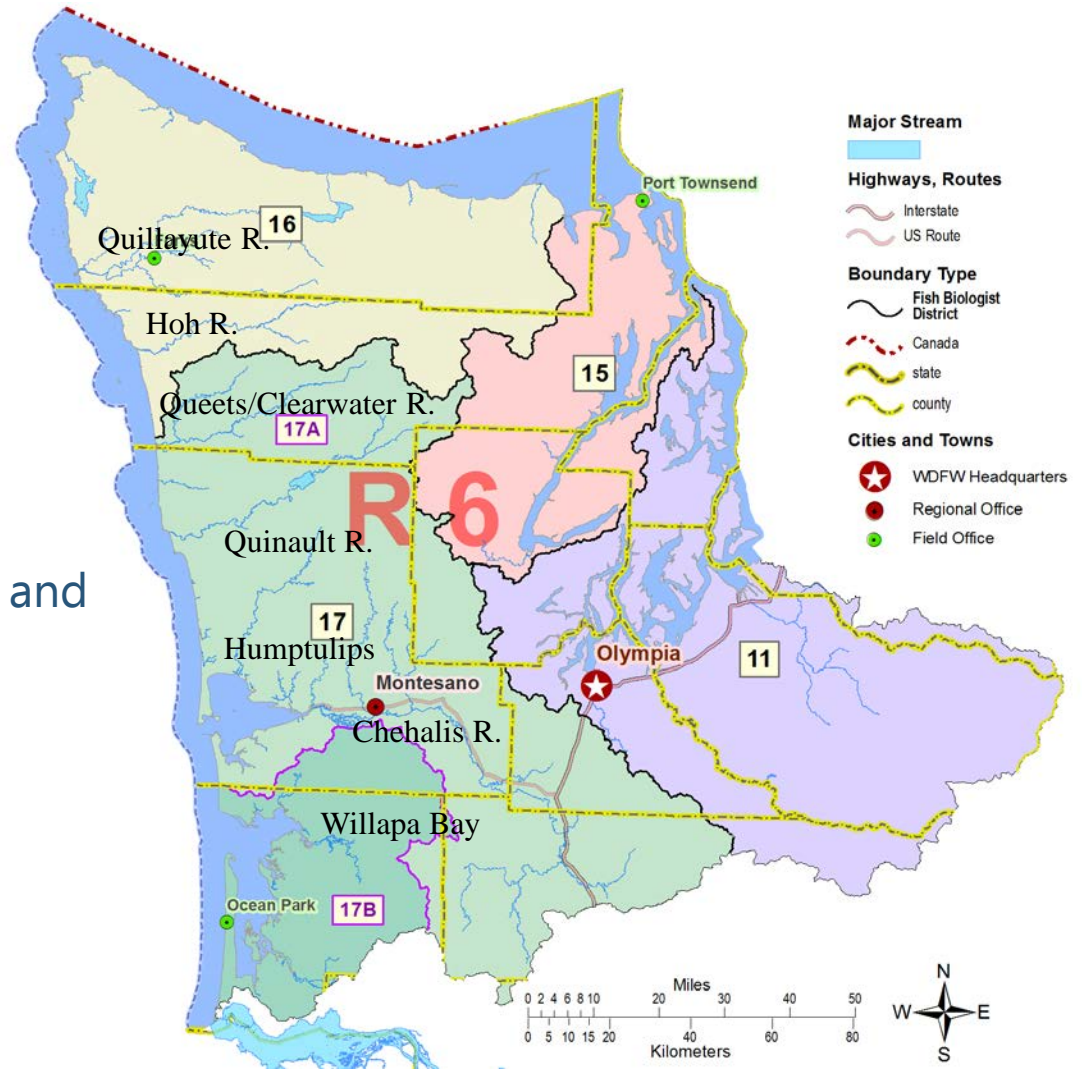 Port Townsend
16
Quillayute R.
Hoh R.
15
Queets/Clearwater R.
17A
R 6
Quinault R.
and
17
Humptulips
Olympia
11
Montesano
Chehalis R.
Willapa Bay
Ocean Park
17B
Major Stream
Highways, Routes
Interstate
US Route
Boundary Type
Fish Biologist
District
Canada
state
county
Cities and Towns
WDFW Headquarters
Regional Office
Field Office
Miles
0 2 4 6 8 10 20 30 40 50
0 5 10 15 20 40 60 80
Kilometers
N
W E
S